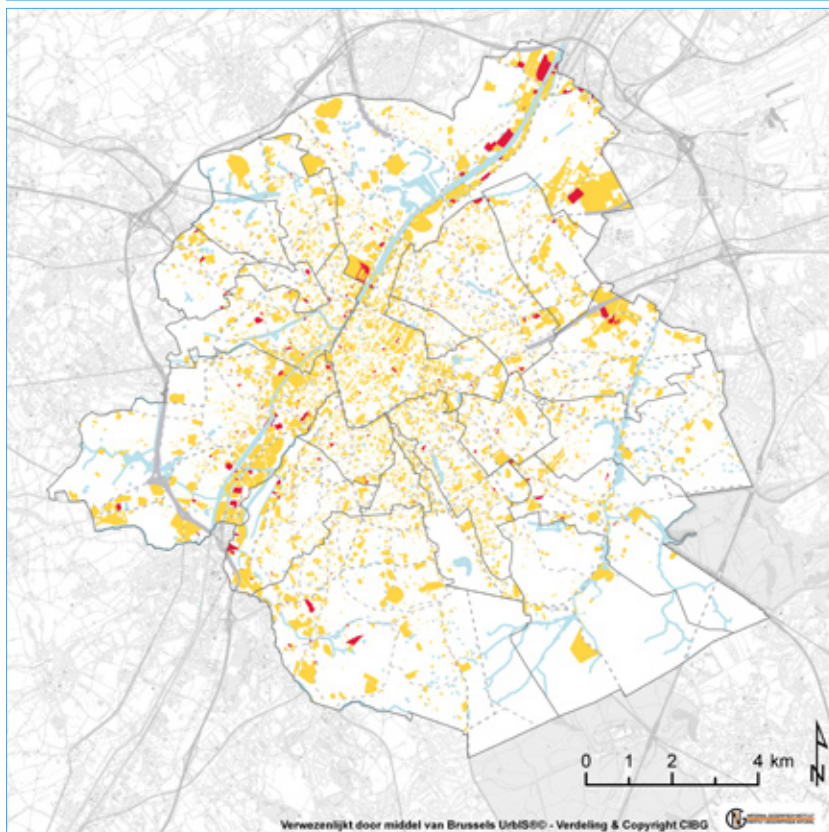 0 1 2 4 km
N
Verwezenlijkt door middel van Brussels UrbIS®© - Verdeling & Copyright CIBG